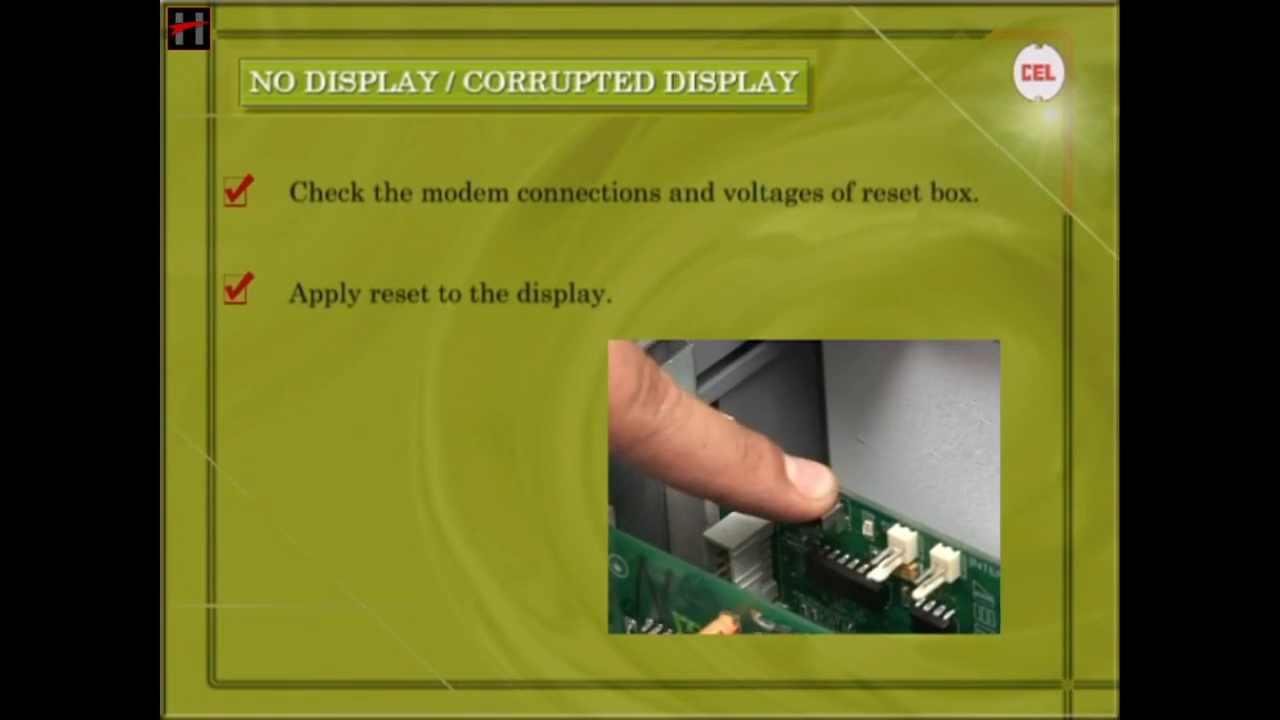 NO DISPLAY / CORRUPTED DISPLAY
CEL
Check the modem connections and voltages of reset box.
Apply reset to the display.